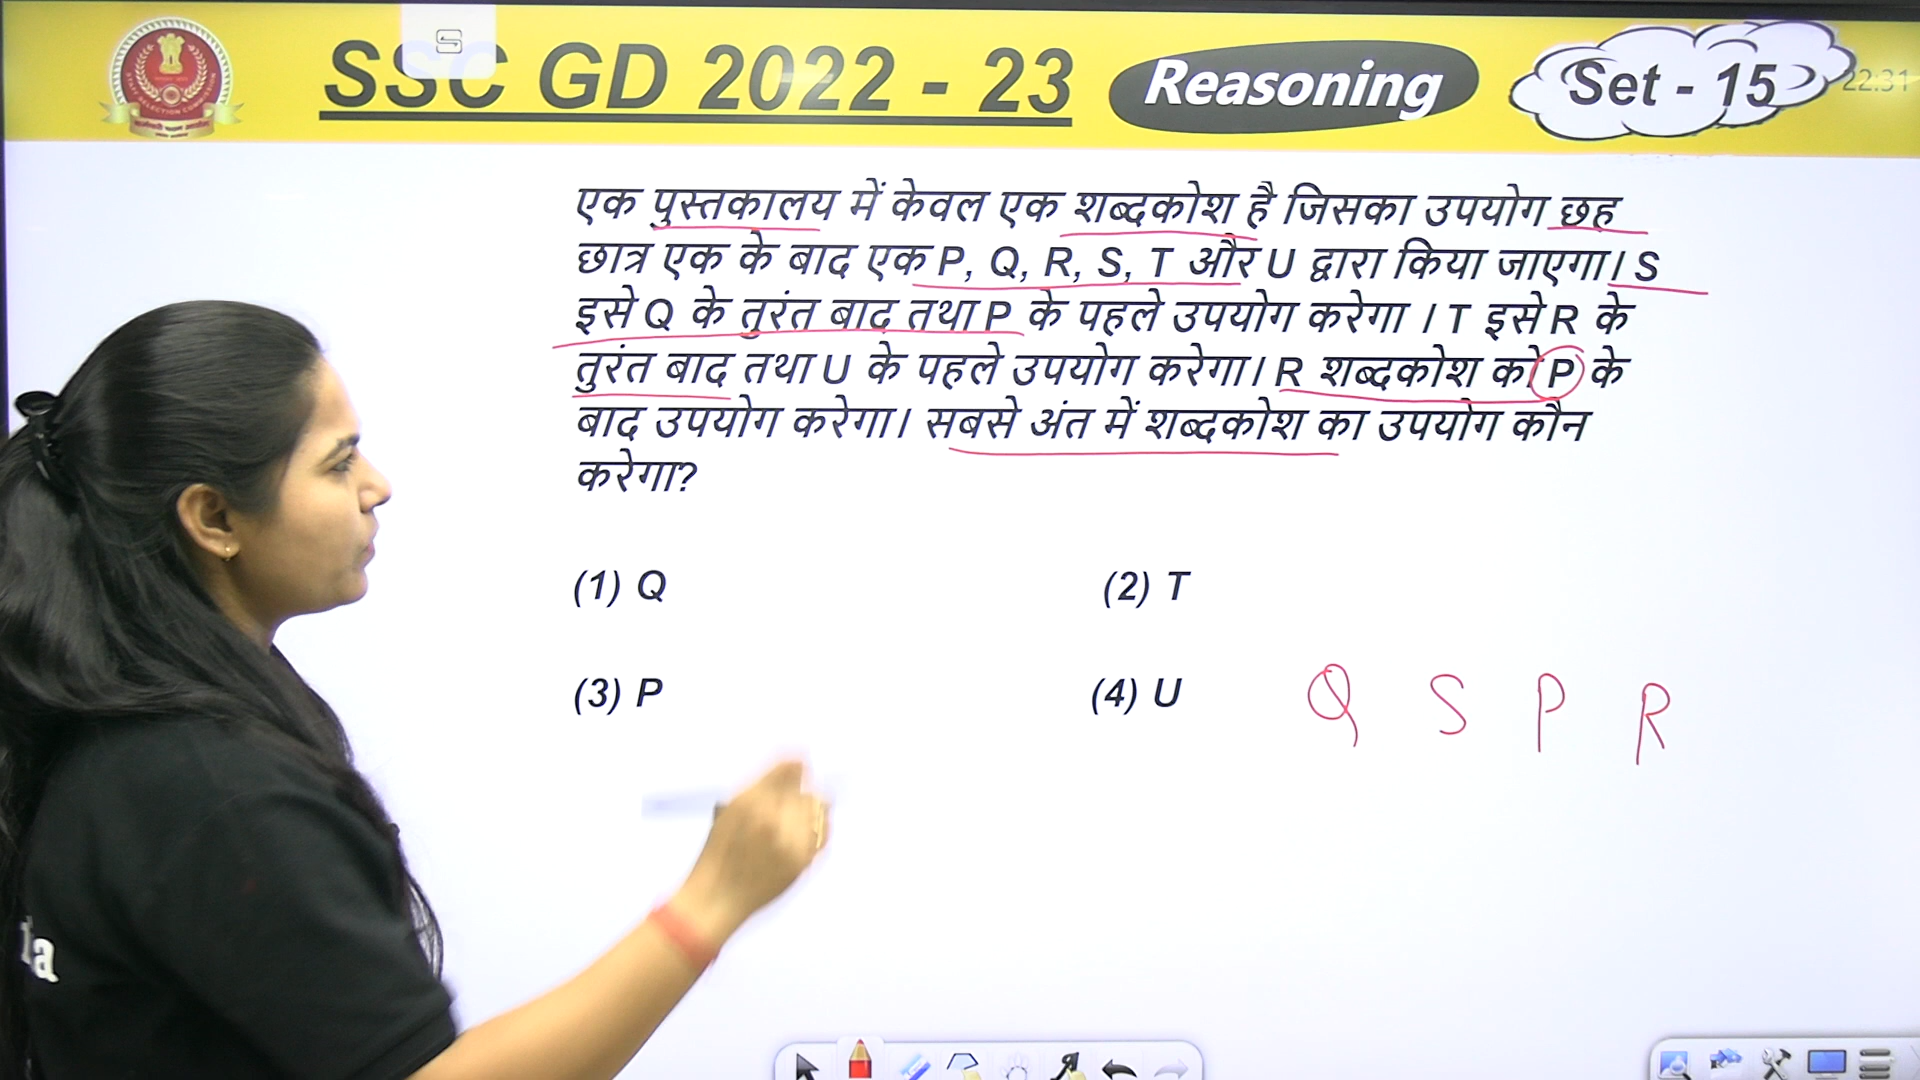 SSC GD 2022 - 23 Reasoning Set - 15 22:31
एक पुस्तकालय में केवल एक शब्दकोश है जिसका उपयोग छह
छात्र एक के बाद एक P, Q, R, S, T और U द्वारा किया जाएगा। S
इसे Q के तुरंत बाद तथा P के पहले उपयोग करेगा । T इसे R के
तुरंत बाद तथा U के पहले उपयोग करेगा। R शब्दकोश को P के
बाद उपयोग करेगा। सबसे अंत में शब्दकोश का उपयोग कौन
करेगा?
(1) Q (2) T
(3) P (4) U
Q S P R